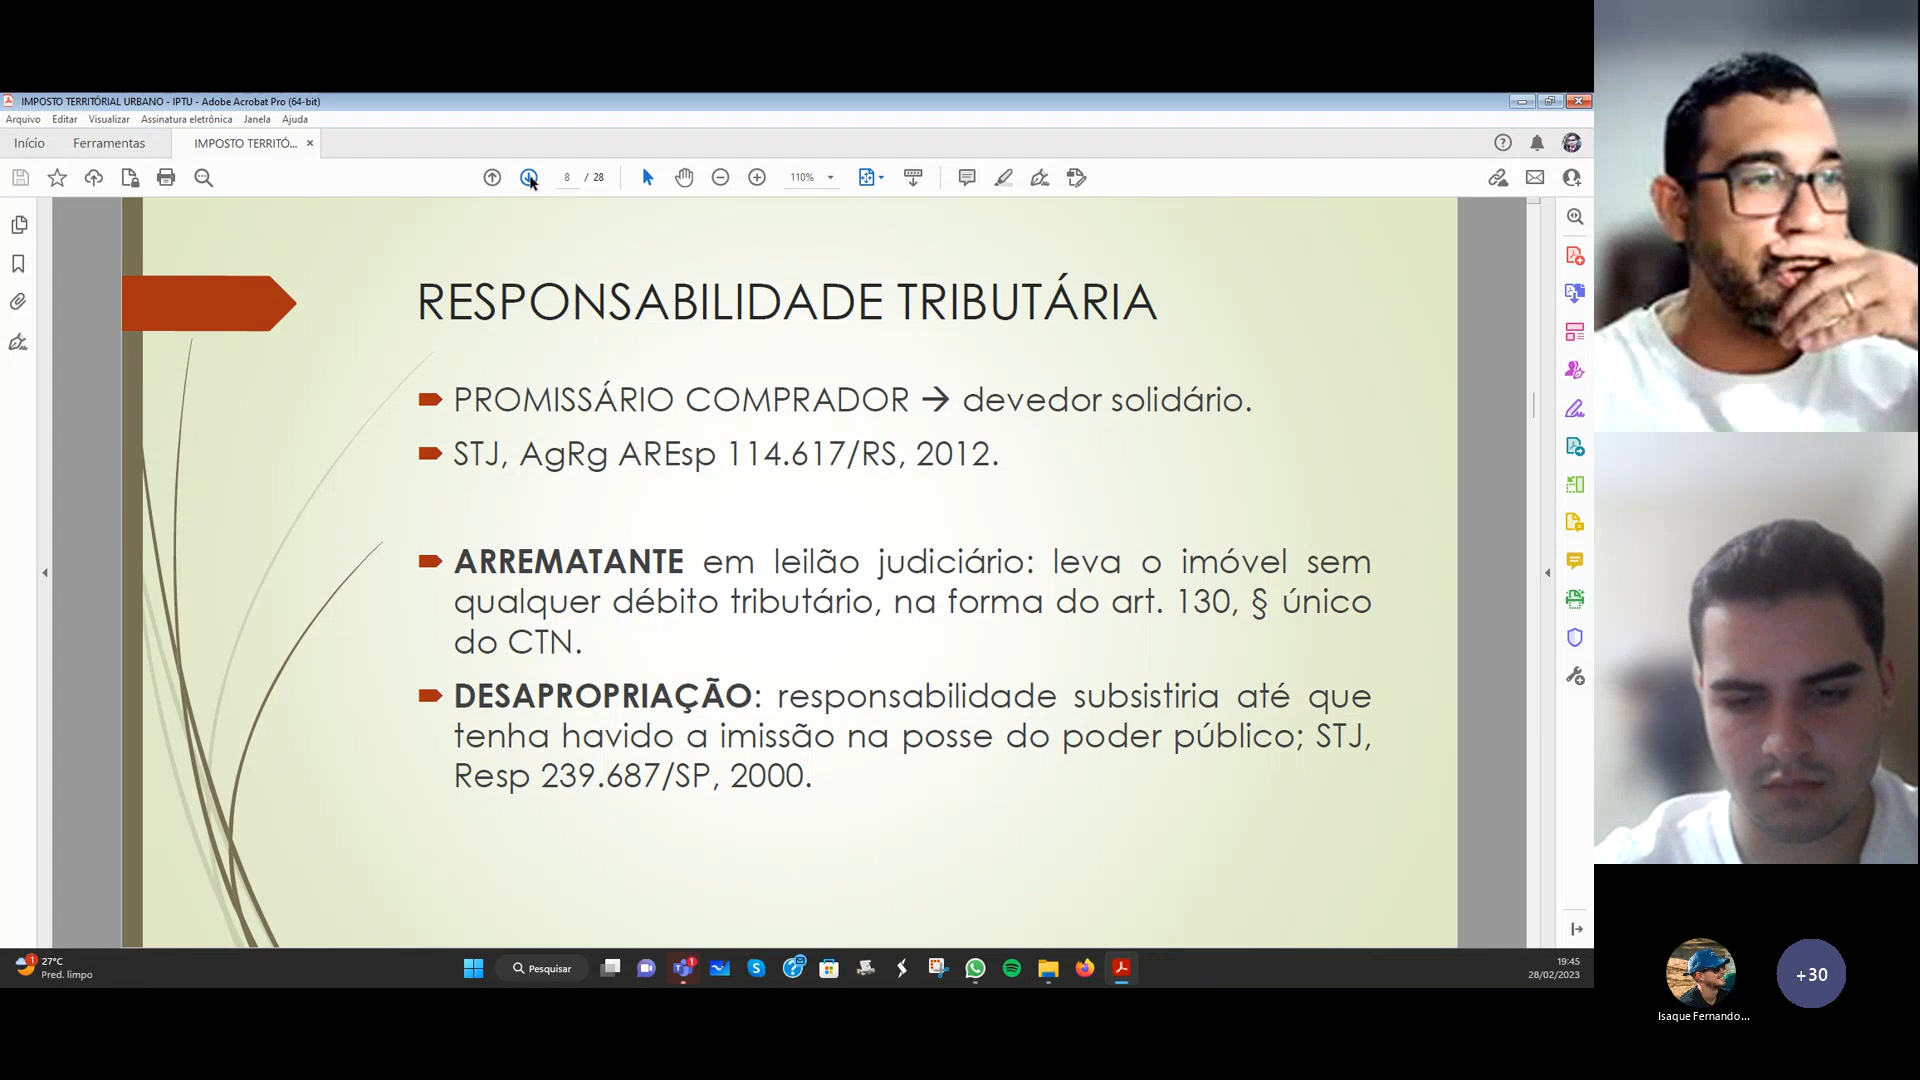 IMPOSTO TERRITÓRIAL URBANO - IPTU - Adobe Acrobat Pro (64-bit)
Arquivo Editar Visualizar Assinatura eletrônica Janela Ajuda
Início Ferramentas IMPOSTO TERRITÓ... ×
8 / 28 110%
RESPONSABILIDADE TRIBUTÁRIA
PROMISSÁRIO COMPRADOR → devedor solidário.
STJ, AgRg AREsp 114.617/RS, 2012.
ARREMATANTE em leilão judiciário: leva o imóvel sem
qualquer débito tributário, na forma do art. 130, § único
do CTN.
DESAPROPRIAÇÃO: responsabilidade subsistiria até que
tenha havido a imissão na posse do poder público; STJ,
Resp 239.687/SP, 2000.
1
27°C
Pred. limpo
Pesquisar
1
19:45
28/02/2023
+30
Isaque Fernando...